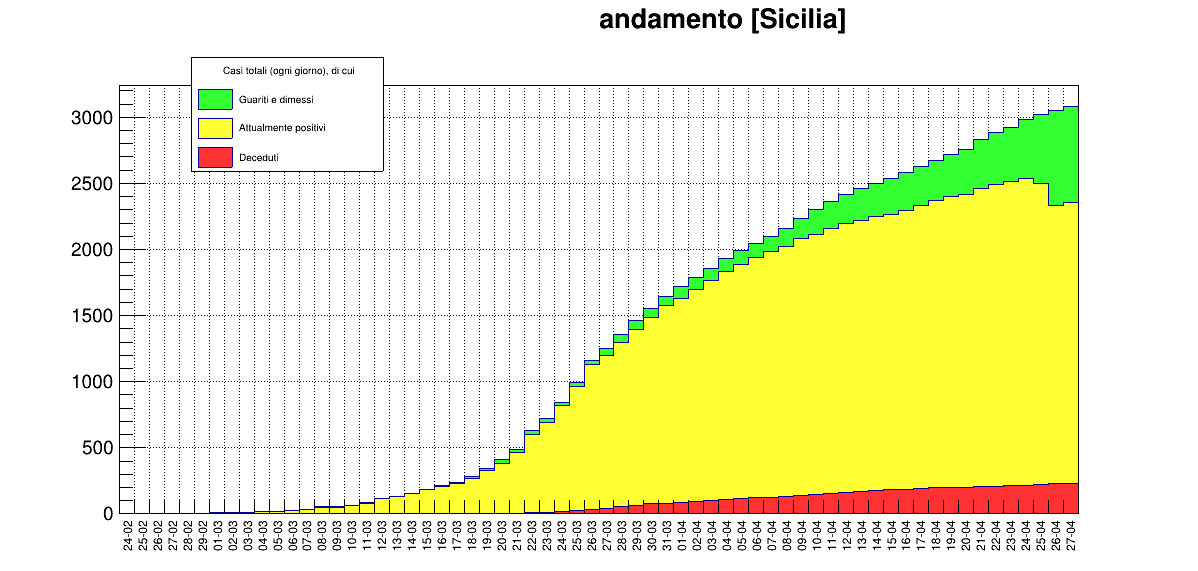 andamento [Sicilia]
Casi totali (ogni giorno), di cui
Guariti e dimessi
Attualmente positivi
Deceduti
3000
2500
2000
1500
1000
500
0
24-02 25-02 26-02 27-02 28-02 29-02 01-03 02-03 03-03 04-03 05-03 06-03 07-03 08-03 09-03 10-03 11-03 12-03 13-03 14-03 15-03 16-03 17-03 18-03 19-03 20-03 21-03 22-03 23-03 24-03 25-03 26-03 27-03 28-03 29-03 30-03 31-03 01-04 02-04 03-04 04-04 05-04 06-04 07-04 08-04 09-04 10-04 11-04 12-04 13-04 14-04 15-04 16-04 17-04 18-04 19-04 20-04 21-04 22-04 23-04 24-04 25-04 26-04 27-04